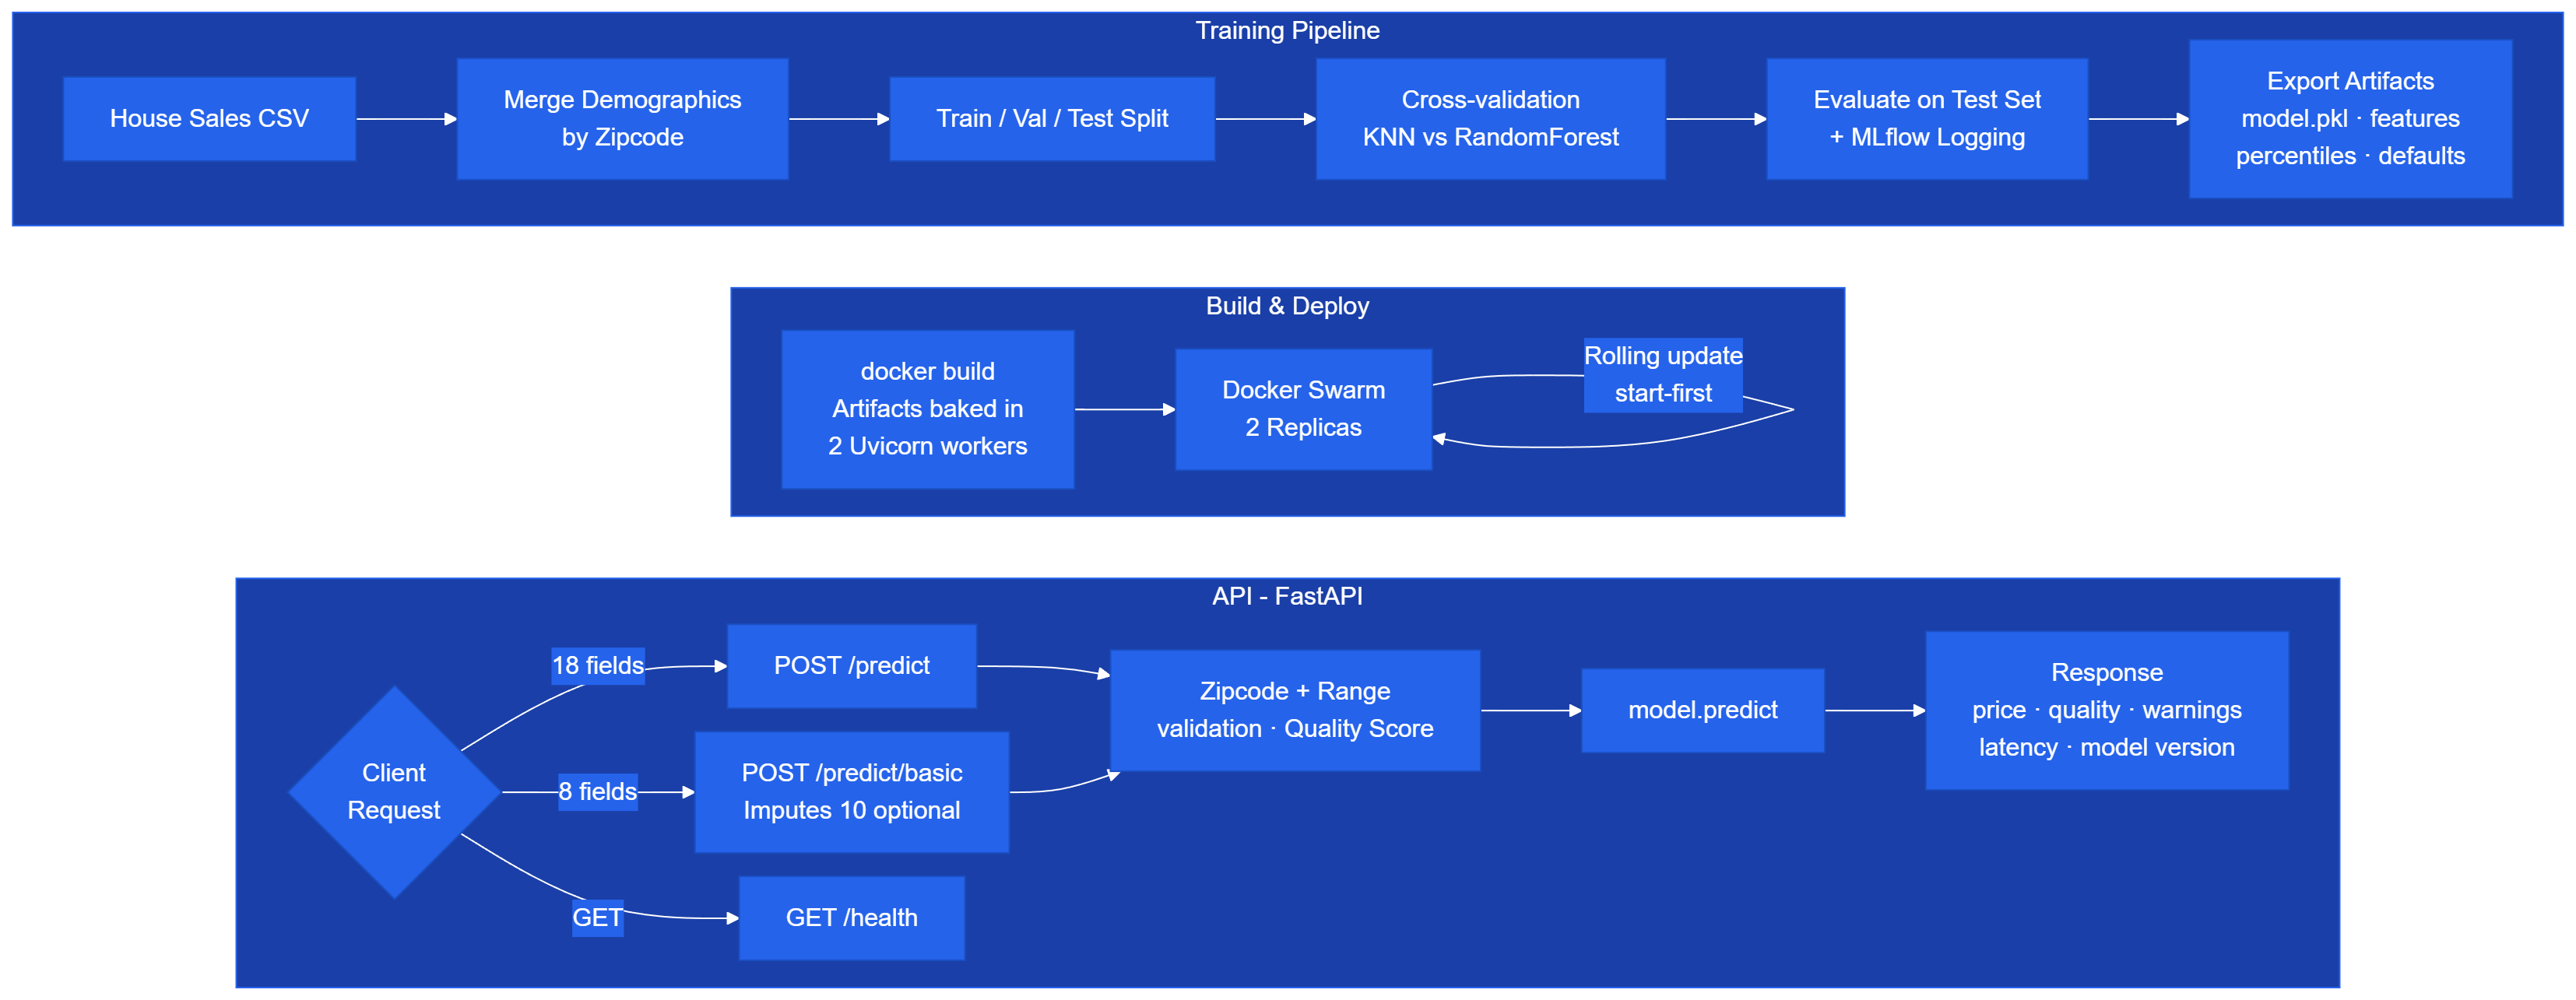 Training Pipeline
House Sales CSV
Merge Demographics
by Zipcode
Train / Val / Test Split
Cross-validation
KNN vs RandomForest
Evaluate on Test Set
+ MLflow Logging
Export Artifacts
model.pkl · features
percentiles · defaults
Build & Deploy
docker build
Artifacts baked in
2 Uvicorn workers
Docker Swarm
2 Replicas
Rolling update
start-first
API - FastAPI
Client
Request
18 fields
8 fields
GET
POST /predict
POST /predict/basic
Imputes 10 optional
GET /health
Zipcode + Range
validation · Quality Score
model.predict
Response
price · quality · warnings
latency · model version